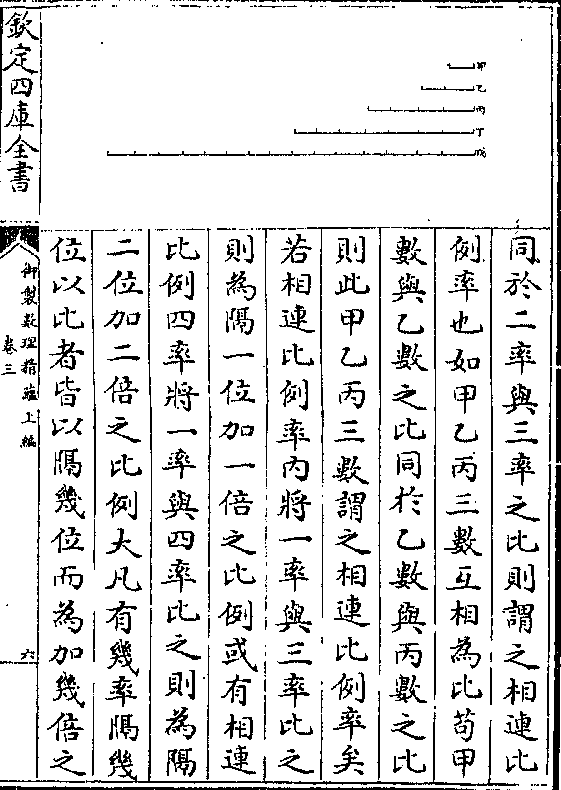 甲
乙
丙
丁
戊
同於二率與三率之比則謂之相連比
例率也如甲乙丙三數互相為比苟甲
數與乙數之比同於乙數與丙數之比
則此甲乙丙三數謂之相連比例率矣
若相連比例率內將一率與三率比之
則為隔一位加一倍之比例或有相連
比例四率將一率與四率比之則為隔
二位加二倍之比例大凡有幾率隔幾
位以比者皆以隔幾位而為加幾倍之
欽定四庫全書
御製數理精蘊上編
卷三
六